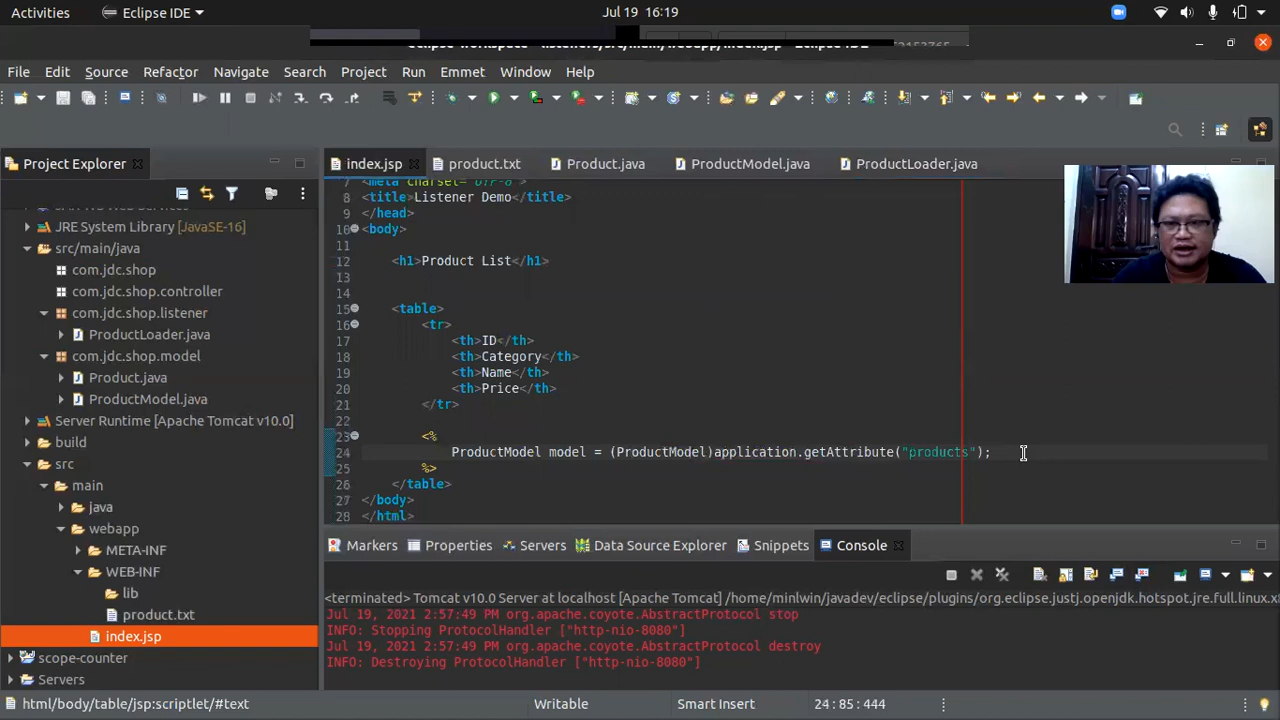 Activities Eclipse IDE Jul 19 16:19
File Edit Source Refactor Navigate Search Project Run Emmet Window Help
Project Explorer index.jsp product.txt Product.java ProductModel.java ProductLoader.java
JRE System Library [JavaSE-16]
src/main/java
com.jdc.shop
com.jdc.shop.controller
com.jdc.shop.listener
ProductLoader.java
com.jdc.shop.model
Product.java
ProductModel.java
Server Runtime [Apache Tomcat v10.0]
build
src
main
java
webapp
META-INF
WEB-INF
lib
product.txt
index.jsp
scope-counter
Servers
7 <meta charset="UTF-8">
8 <title>Listener Demo</title>
9 </head>
10 <body>
11
12 <h1>Product List</h1>
13
14
15 <table>
16 <tr>
17 <th>ID</th>
18 <th>Category</th>
19 <th>Name</th>
20 <th>Price</th>
21 </tr>
22
23 <%
24 ProductModel model = (ProductModel)application.getAttribute("products");
25 %>
26 </table>
27 </body>
28 </html>
Markers Properties Servers Data Source Explorer Snippets Console
<terminated> Tomcat v10.0 Server at localhost [Apache Tomcat] /home/minlwin/javadev/eclipse/plugins/org.eclipse.justj.openjdk.hotspot.jre.full.linux.x
Jul 19, 2021 2:57:49 PM org.apache.coyote.AbstractProtocol stop
INFO: Stopping ProtocolHandler ["http-nio-8080"]
Jul 19, 2021 2:57:49 PM org.apache.coyote.AbstractProtocol destroy
INFO: Destroying ProtocolHandler ["http-nio-8080"]
html/body/table/jsp:scriptlet/#text Writable Smart Insert 24 : 85 : 444